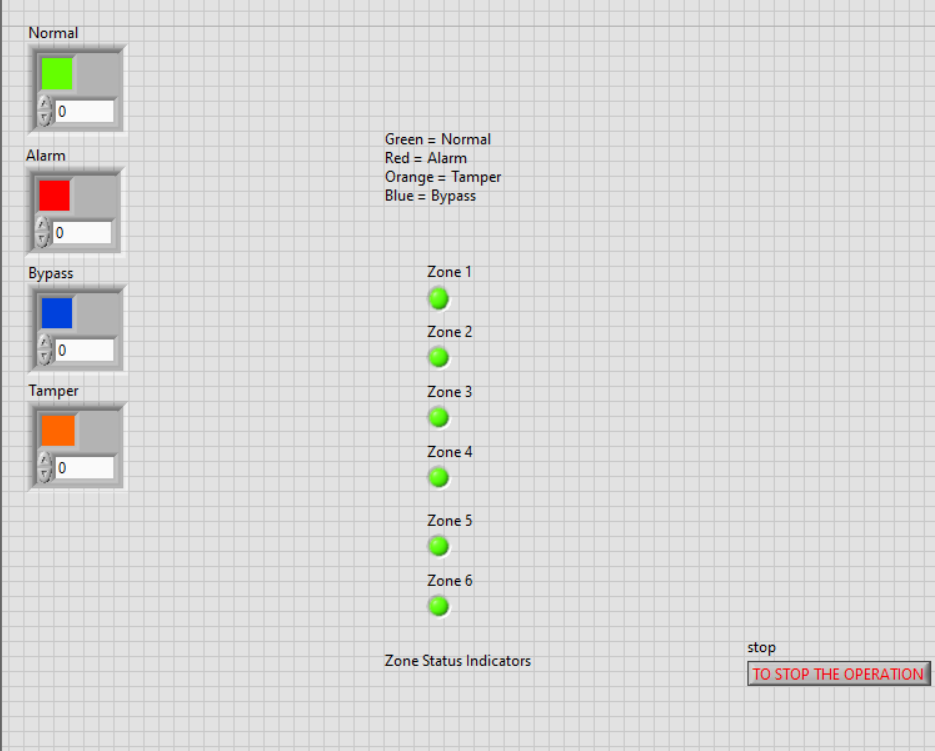 Normal
0
Alarm
0
Bypass
0
Tamper
0
Green = Normal
Red = Alarm
Orange = Tamper
Blue = Bypass
Zone 1
Zone 2
Zone 3
Zone 4
Zone 5
Zone 6
Zone Status Indicators
stop
TO STOP THE OPERATION